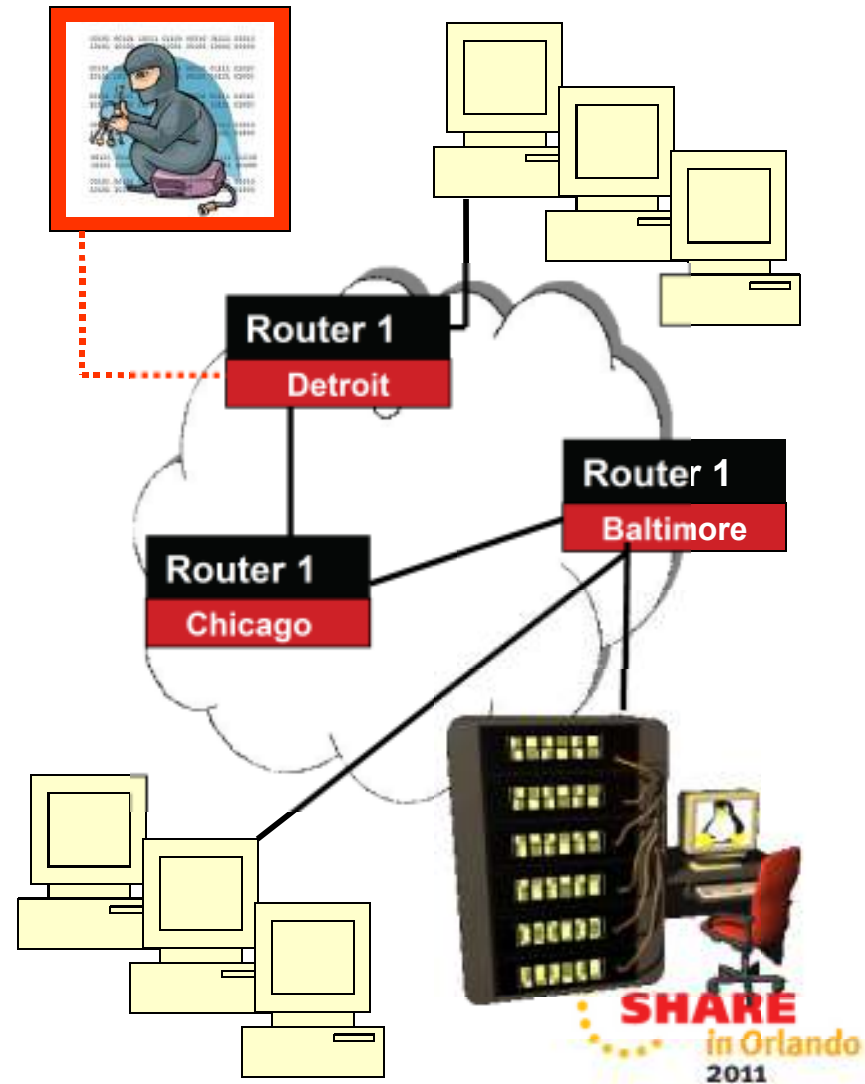 Router 1
Detroit
Router 1
Baltimore
Router 1
Chicago
SHARE
in Orlando
2011